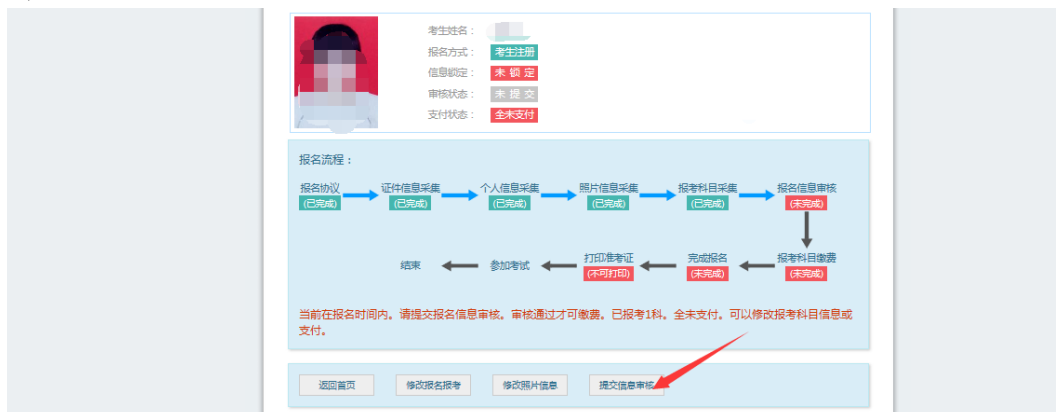 考生姓名：
报名方式： 考生注册
信息锁定： 未 锁 定
审核状态： 未 提 交
支付状态： 全未支付
报名流程：
报名协议 证件信息采集 个人信息采集 照片信息采集 报考科目采集 报名信息审核
(已完成) (已完成) (已完成) (已完成) (已完成) (未完成)
结束 参加考试 打印准考证 完成报名 报考科目缴费
(不可打印) (未完成) (未完成)
当前在报名时间内。请提交报名信息审核。审核通过才可缴费。已报考1科。全未支付。可以修改报考科目信息或
支付。
返回首页 修改报名报考 修改照片信息 提交信息审核